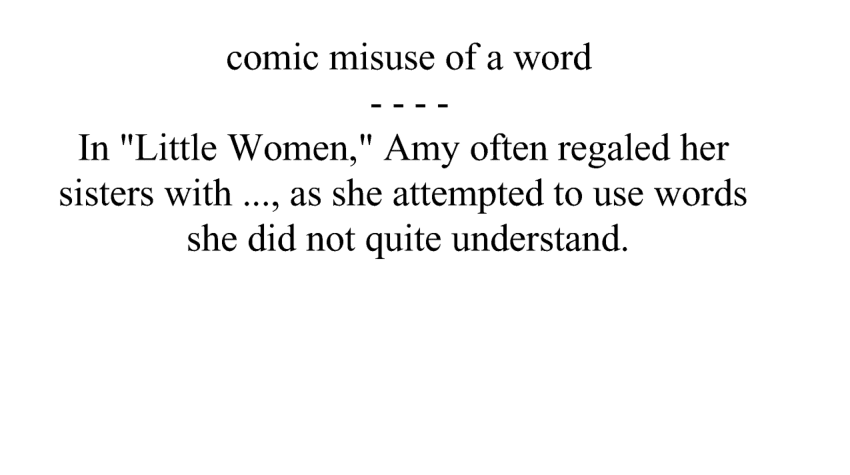 comic misuse of a word
- - - -
In "Little Women," Amy often regaled her
sisters with ..., as she attempted to use words
she did not quite understand.